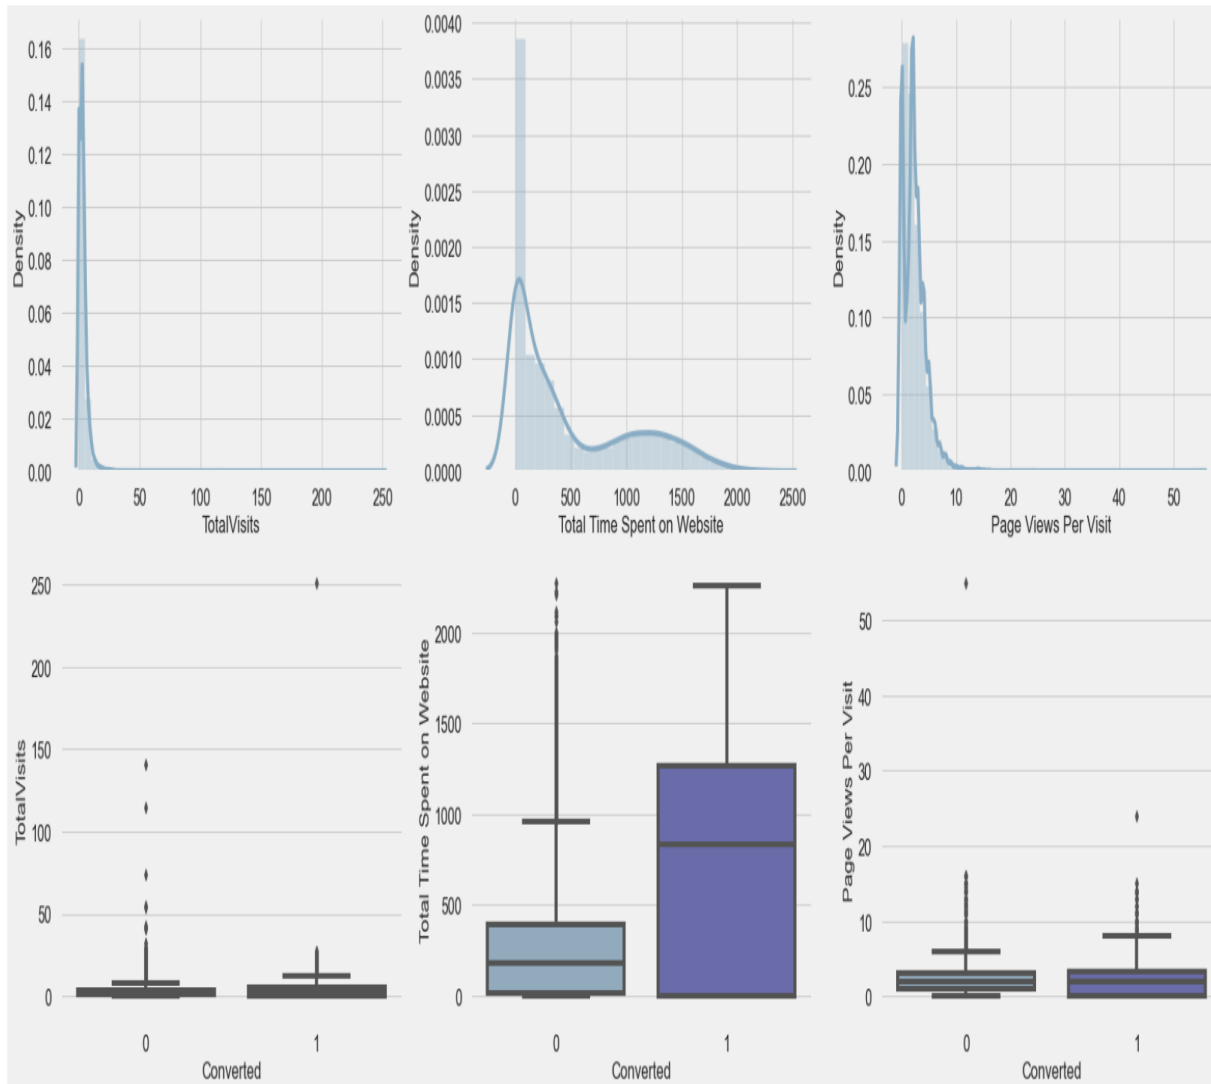 0.16
0.14
0.12
0.10
0.08
0.06
0.04
0.02
0.00
Density
0 50 100 150 200 250
TotalVisits
0.0040
0.0035
0.0030
0.0025
0.0020
0.0015
0.0010
0.0005
0.0000
Density
0 500 1000 1500 2000 2500
Total Time Spent on Website
0.25
0.20
0.15
0.10
0.05
0.00
Density
0 10 20 30 40 50
Page Views Per Visit
250
200
150
100
50
0
TotalVisits
0 1
Converted
2000
1500
1000
500
0
Total Time Spent on Website
0 1
Converted
50
40
30
20
10
0
Page Views Per Visit
0 1
Converted